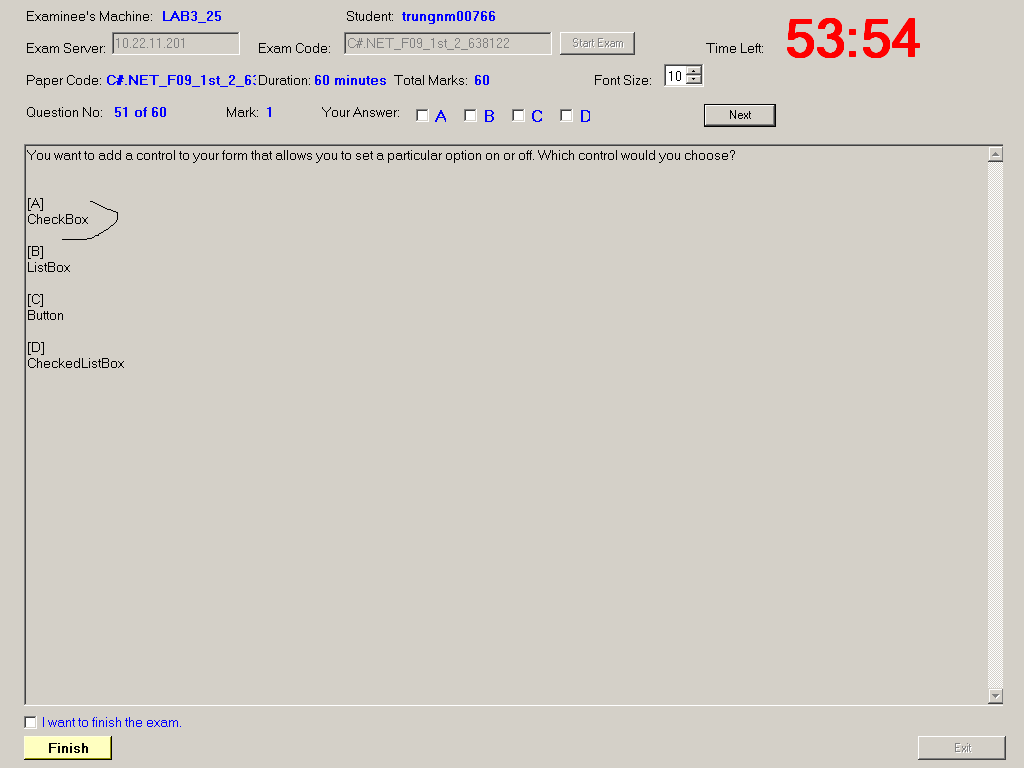 Examinee's Machine: LAB3_25 Student: trungnm00766
53:54
Exam Server: 10.22.11.201 Exam Code: C#.NET_F09_1st_2_638122 Start Exam Time Left:
Paper Code: C#.NET_F09_1st_2_63 Duration: 60 minutes Total Marks: 60 Font Size: 10
Question No: 51 of 60 Mark: 1 Your Answer: A B C D Next
You want to add a control to your form that allows you to set a particular option on or off. Which control would you choose?
[A]
CheckBox
[B]
ListBox
[C]
Button
[D]
CheckedListBox
I want to finish the exam.
Finish Exit